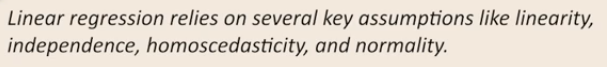 Linear regression relies on several key assumptions like linearity,
independence, homoscedasticity, and normality.